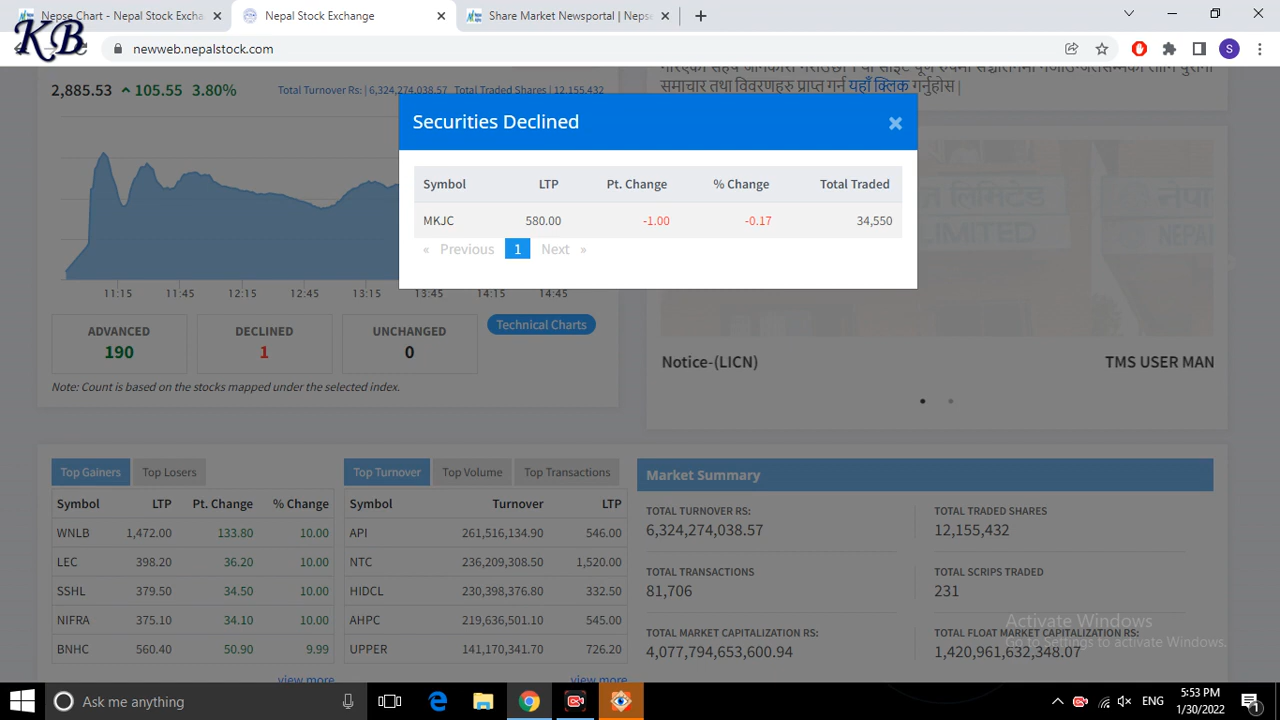 Nepse Chart - Nepal Stock Excha
Nepal Stock Exchange
Share Market Newsportal | Nepse
KB
newweb.nepalstock.com
S
2,885.53 105.55 3.80%
Total Turnover Rs: | 6,324,274,038.57 Total Traded Shares | 12,155,432
समाचार तथा विवरणहरु प्राप्त गर्न यहाँ क्लिक गर्नुहोस |
Securities Declined
Symbol LTP Pt. Change % Change Total Traded
MKJC 580.00 -1.00 -0.17 34,550
« Previous 1 Next »
11:15 11:45 12:15 12:45 13:15 13:45 14:15 14:45
ADVANCED DECLINED UNCHANGED Technical Charts
190 1 0
Note: Count is based on the stocks mapped under the selected index.
लिमिटेड
LIMITED
नेपा
NEPAL
Notice-(LICN) TMS USER MAN
Top Gainers Top Losers
Symbol LTP Pt. Change % Change
WNLB 1,472.00 133.80 10.00
LEC 398.20 36.20 10.00
SSHL 379.50 34.50 10.00
NIFRA 375.10 34.10 10.00
BNHC 560.40 50.90 9.99
view more
Top Turnover Top Volume Top Transactions
Symbol Turnover LTP
API 261,516,134.90 546.00
NTC 236,209,308.50 1,520.00
HIDCL 230,398,376.80 332.50
AHPC 219,636,501.10 545.00
UPPER 141,170,341.70 726.20
view more
Market Summary
TOTAL TURNOVER RS: TOTAL TRADED SHARES
6,324,274,038.57 12,155,432
TOTAL TRANSACTIONS TOTAL SCRIPS TRADED
81,706 231
TOTAL MARKET CAPITALIZATION RS: TOTAL FLOAT MARKET CAPITALIZATION RS:
4,077,794,653,600.94 1,420,961,632,348.07
Activate Windows
Go to Settings to activate Windows.
Ask me anything
ENG
5:53 PM
1/30/2022
1